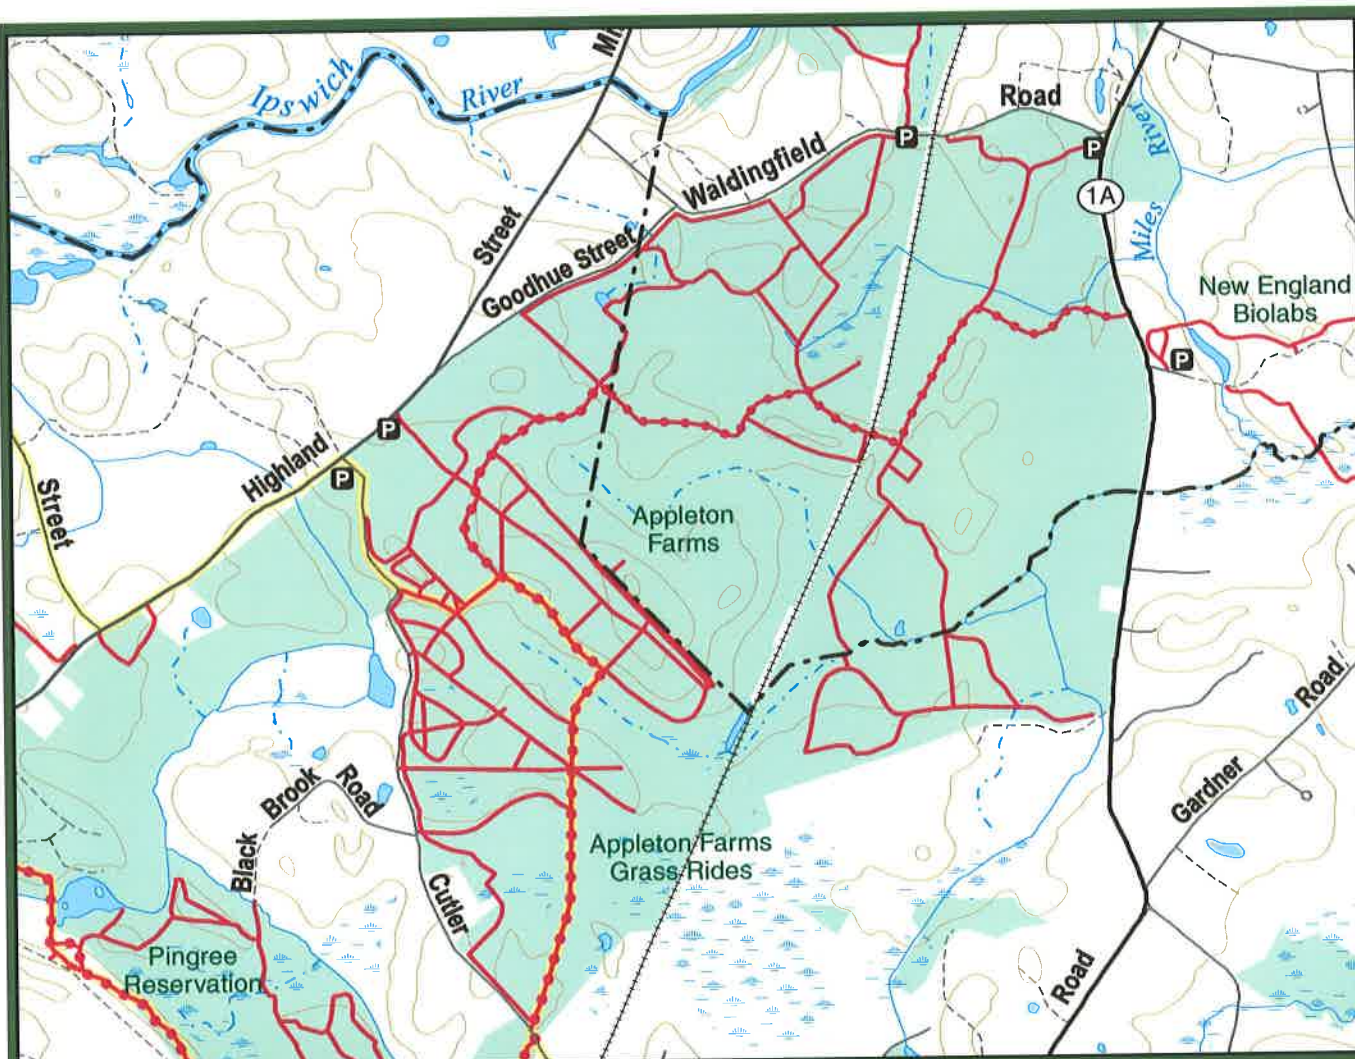 Ipswich
River
Road
P
P
Waldingfield
River
1A
Street
Miles
Goodhue Street
New England
Biolabs
P
P
Highland
P
Street
Appleton
Farms
Road
Brook
Road
Gardner
Black
Appleton Farms
Grass Rides
Cutler
Pingree
Reservation
Road